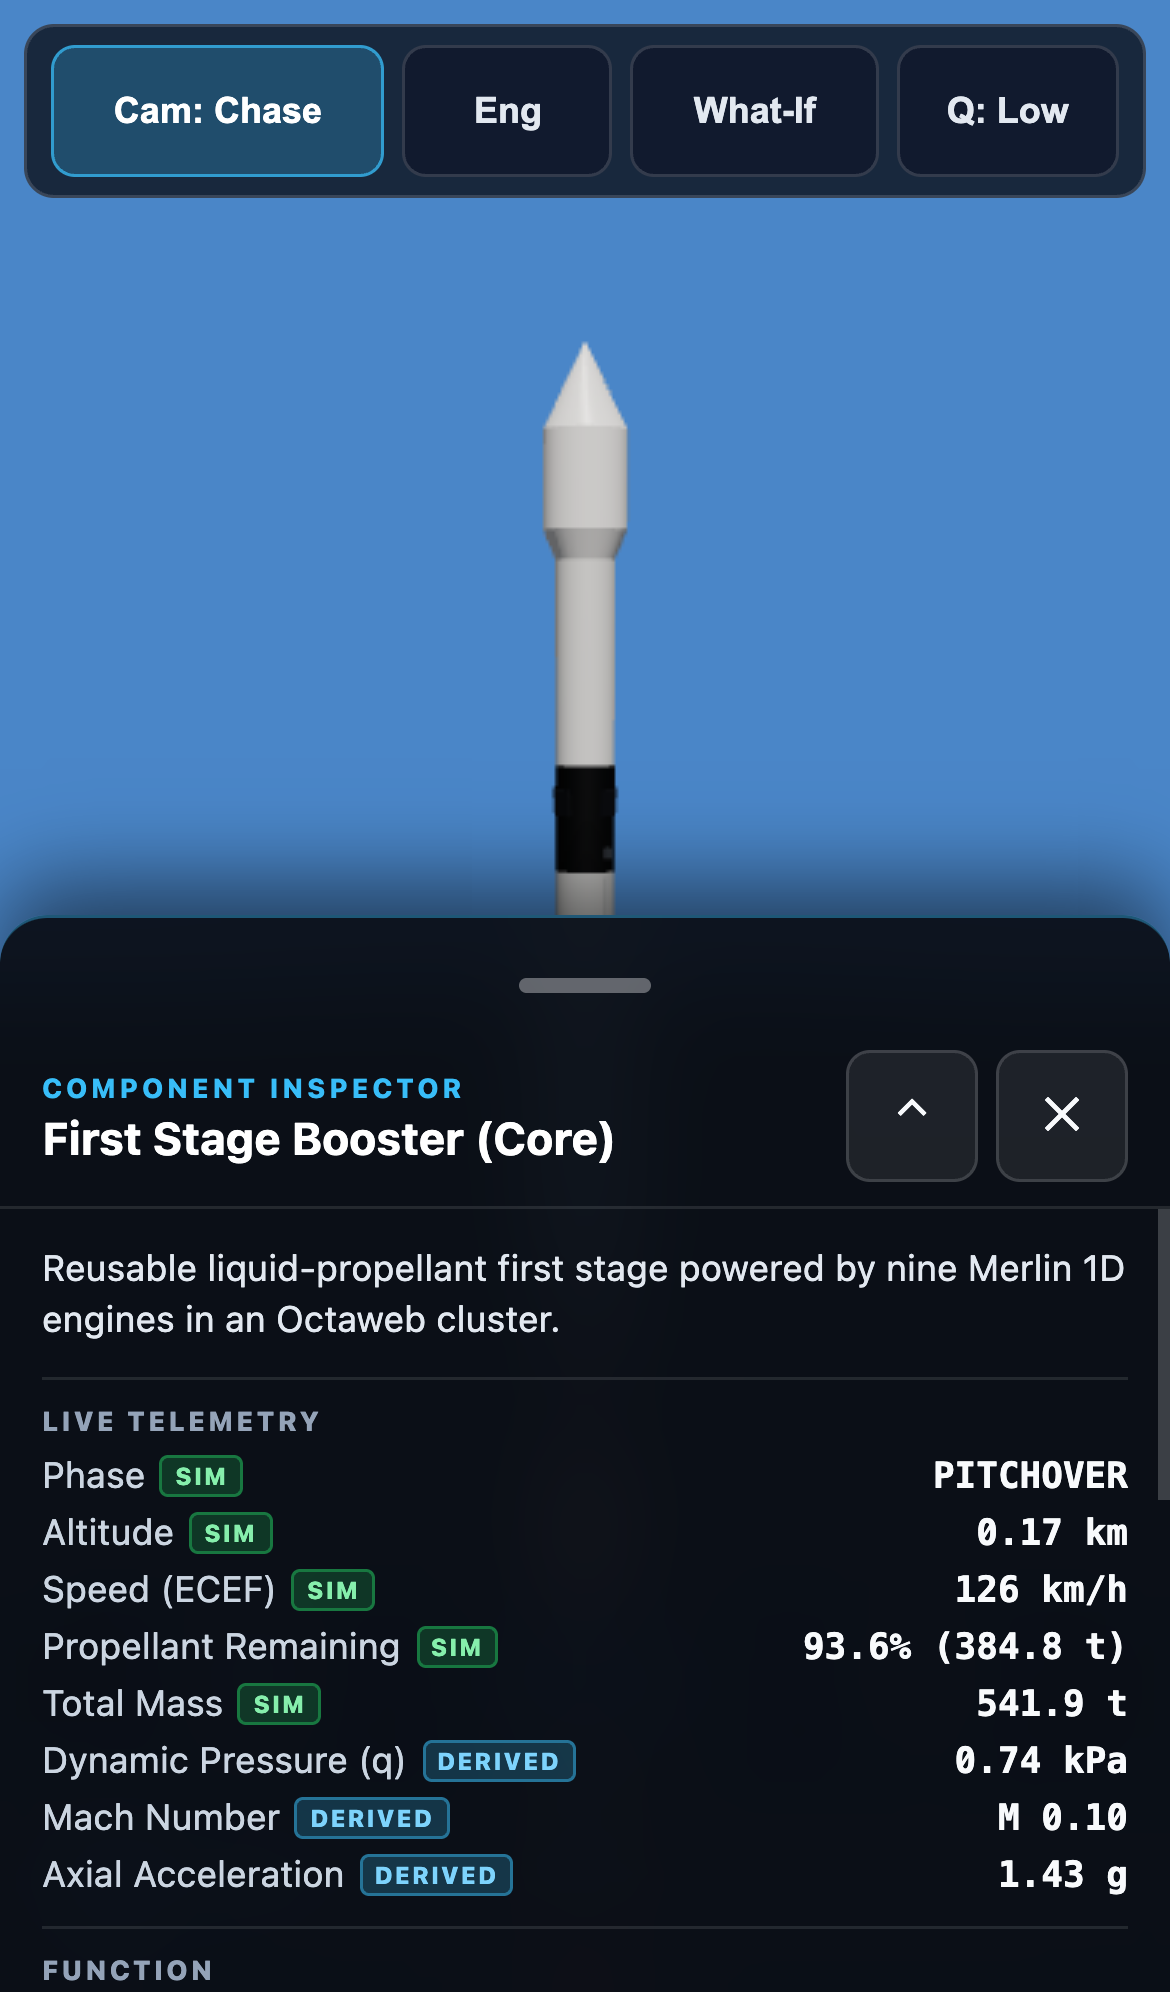 Cam: Chase
Eng
What-If
Q: Low
COMPONENT INSPECTOR
First Stage Booster (Core)
Reusable liquid-propellant first stage powered by nine Merlin 1D
engines in an Octaweb cluster.
LIVE TELEMETRY
Phase SIM PITCHOVER
Altitude SIM 0.17 km
Speed (ECEF) SIM 126 km/h
Propellant Remaining SIM 93.6% (384.8 t)
Total Mass SIM 541.9 t
Dynamic Pressure (q) DERIVED 0.74 kPa
Mach Number DERIVED M 0.10
Axial Acceleration DERIVED 1.43 g
FUNCTION